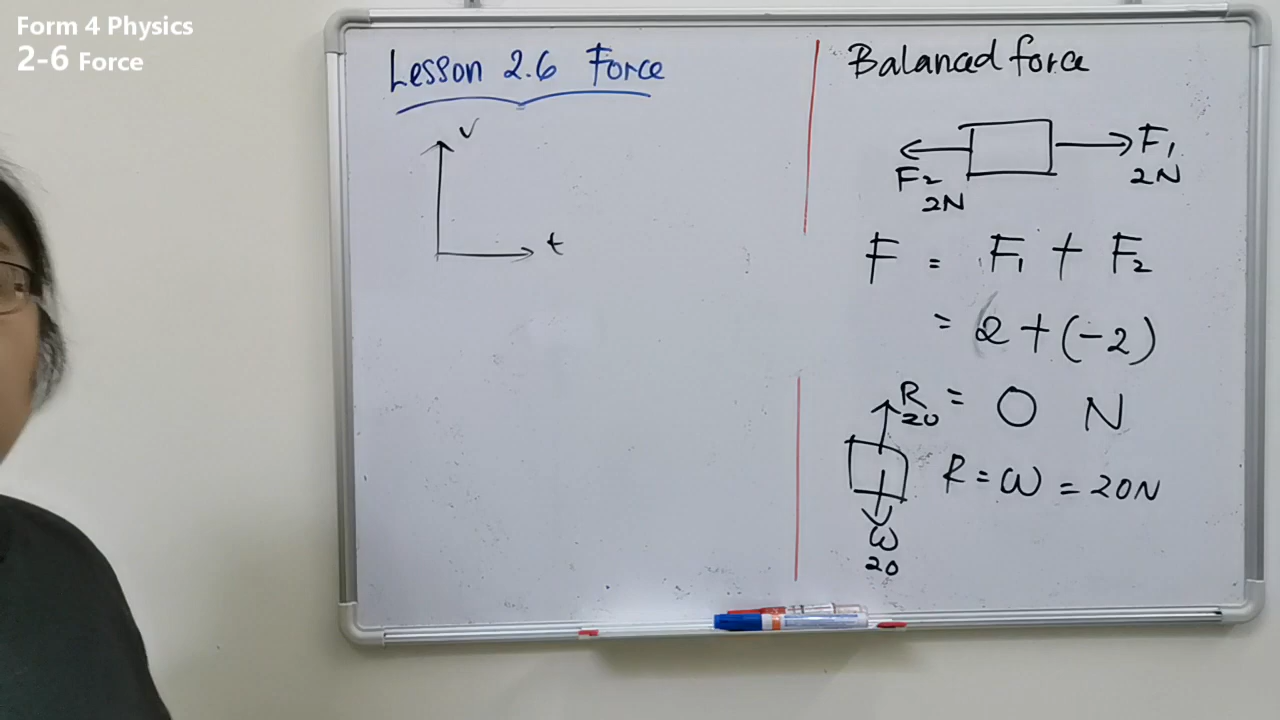 Form 4 Physics
2-6 Force
Lesson 2.6 Force
v
t
Balanced force
F₁
2N
F₂
2N
F = F₁ + F₂
= 2 + (-2)
= 0 N
R
20
R = W = 20N
W
20